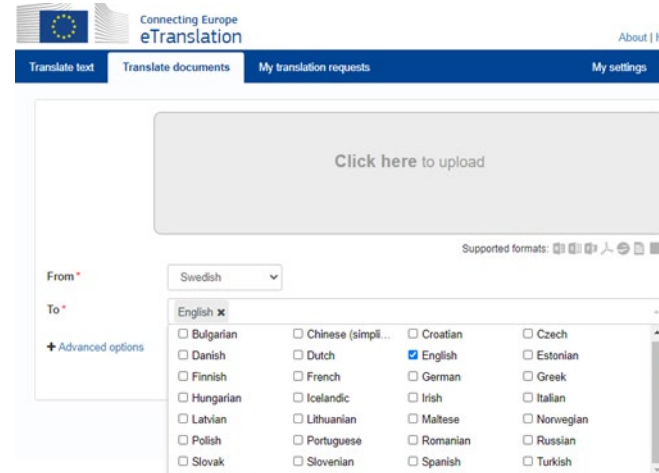 Connecting Europe
eTranslation
About |
Translate text Translate documents My translation requests My settings
Click here to upload
Supported formats:
From * Swedish
To * English ×
+ Advanced options
Bulgarian Chinese (simpli... Croatian Czech
Danish Dutch English Estonian
Finnish French German Greek
Hungarian Icelandic Irish Italian
Latvian Lithuanian Maltese Norwegian
Polish Portuguese Romanian Russian
Slovak Slovenian Spanish Turkish